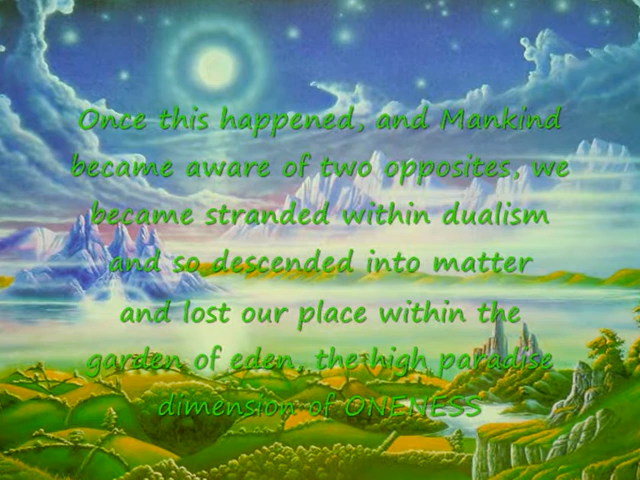 Once this happened, and Mankind
became aware of two opposites, we
became stranded within dualism
and so descended into matter
and lost our place within the
garden of eden, the high paradise
dimension of ONENESS